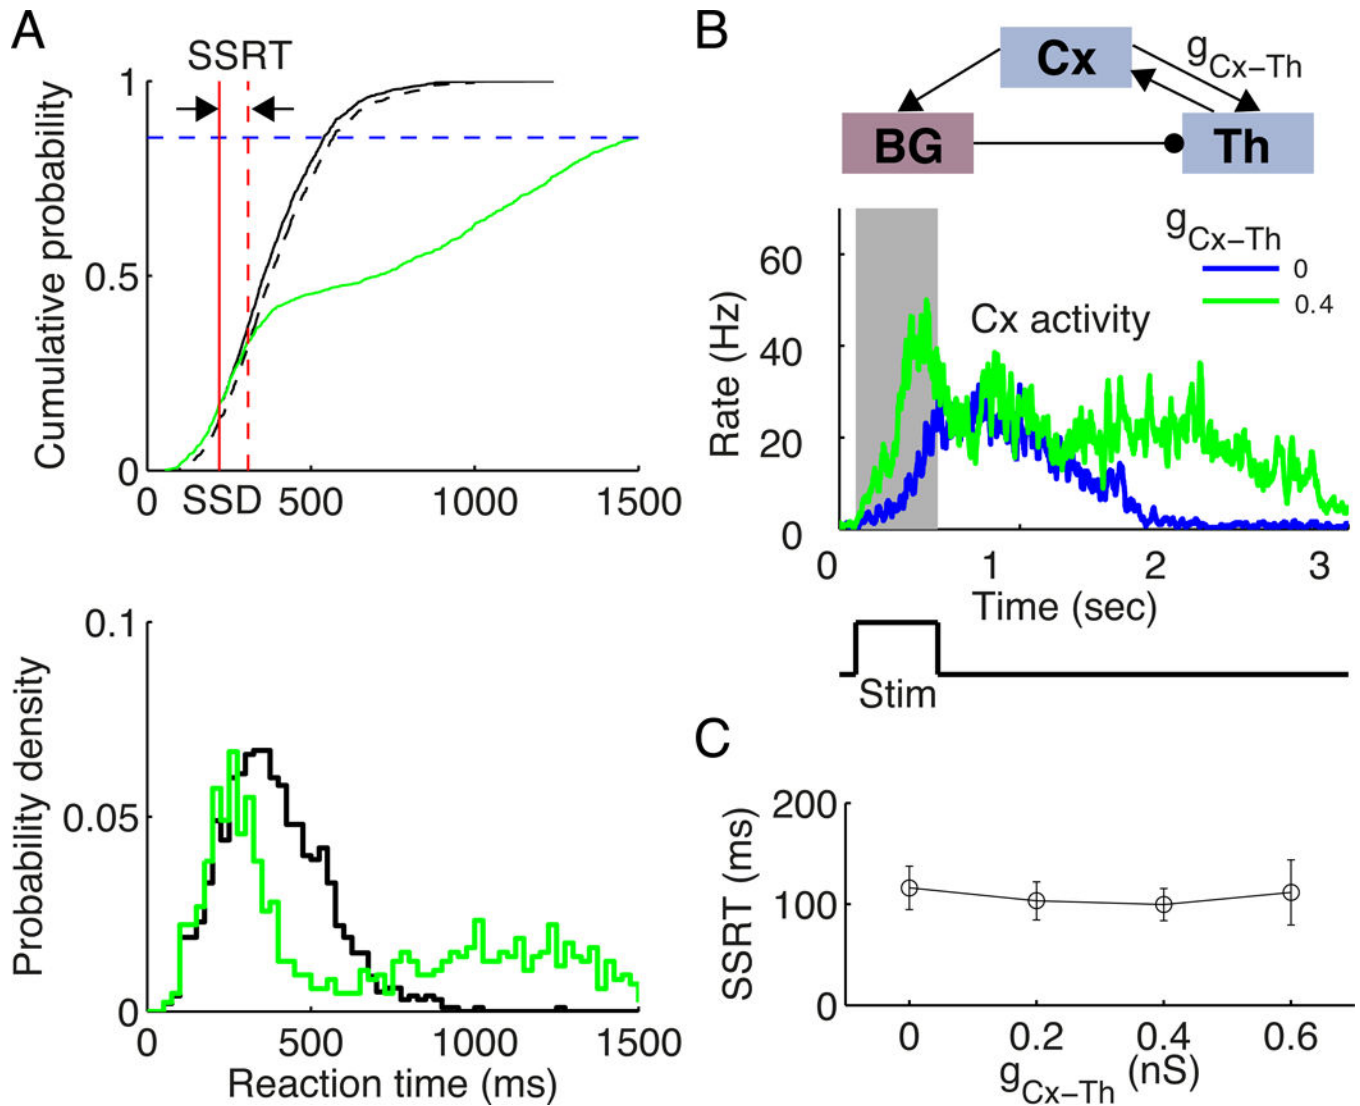 A
SSRT
1
0.5
0
Cumulative probability
0
SSD
500
1000
1500
0.1
0.05
0
Probability density
0
500
1000
1500
Reaction time (ms)
B
Cx
g Cx-Th
BG
Th
g Cx-Th
0
0.4
Cx activity
60
40
20
0
Rate (Hz)
0
1
2
3
Time (sec)
Stim
C
200
100
0
SSRT (ms)
0
0.2
0.4
0.6
g Cx-Th (nS)